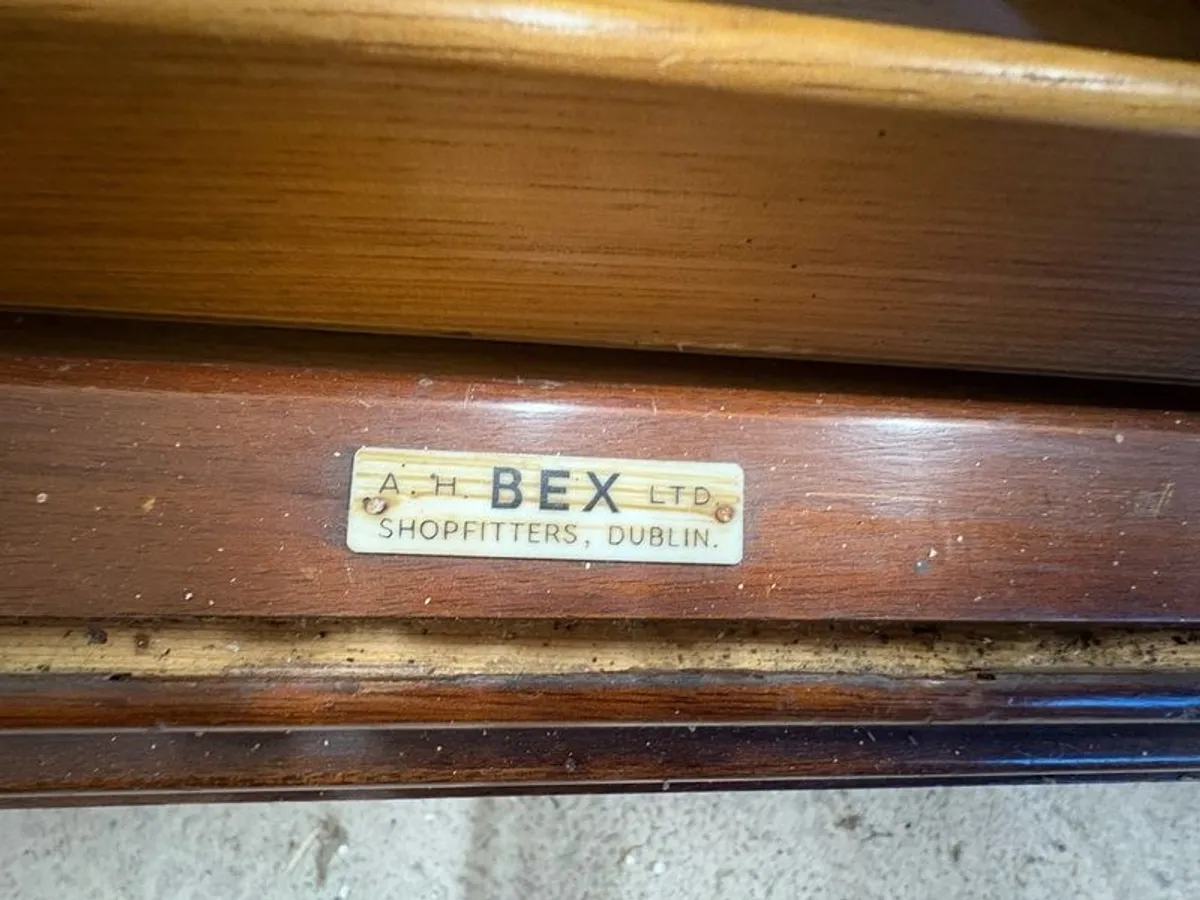 A. H. BEX LTD.
SHOPFITTERS, DUBLIN.